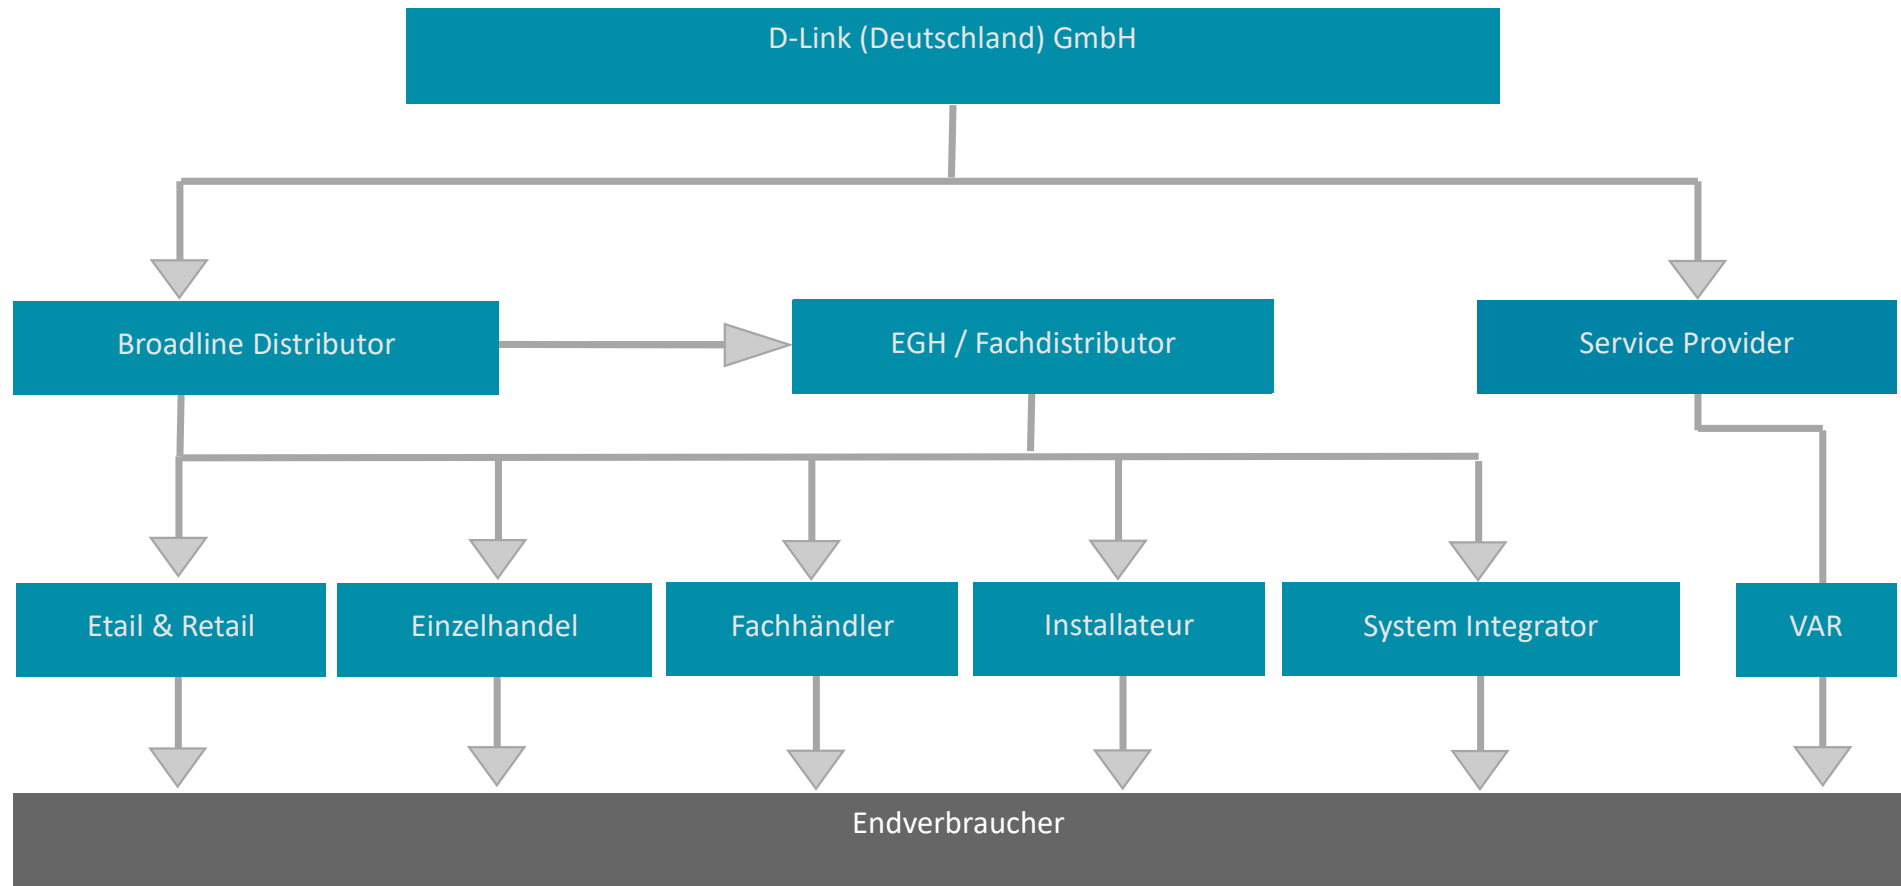 D-Link (Deutschland) GmbH
Broadline Distributor
EGH / Fachdistributor
Service Provider
Etail & Retail
Einzelhandel
Fachhändler
Installateur
System Integrator
VAR
Endverbraucher